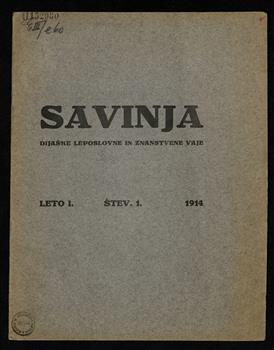 SAVINJA
DIJAŠKE LEPOSLOVNE IN ZNANSTVENE VAJE
LETO I. ŠTEV. 1. 1914